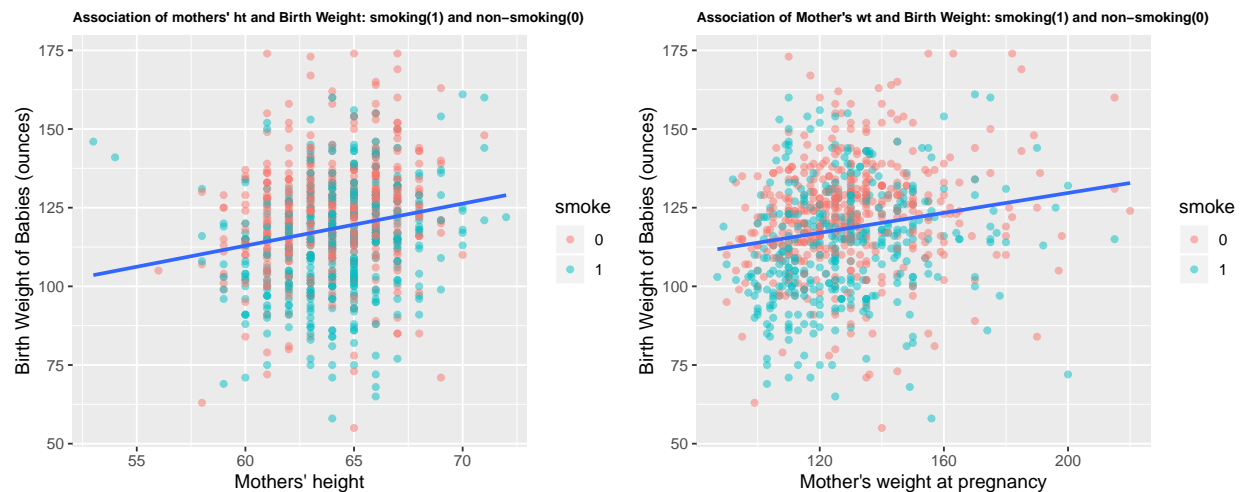 Association of mothers' ht and Birth Weight: smoking(1) and non−smoking(0)
175
150
125
100
75
50
Birth Weight of Babies (ounces)
55
60
65
70
Mothers' height
smoke
0
1
Association of Mother's wt and Birth Weight: smoking(1) and non−smoking(0)
175
150
125
100
75
50
Birth Weight of Babies (ounces)
120
160
200
Mother's weight at pregnancy
smoke
0
1